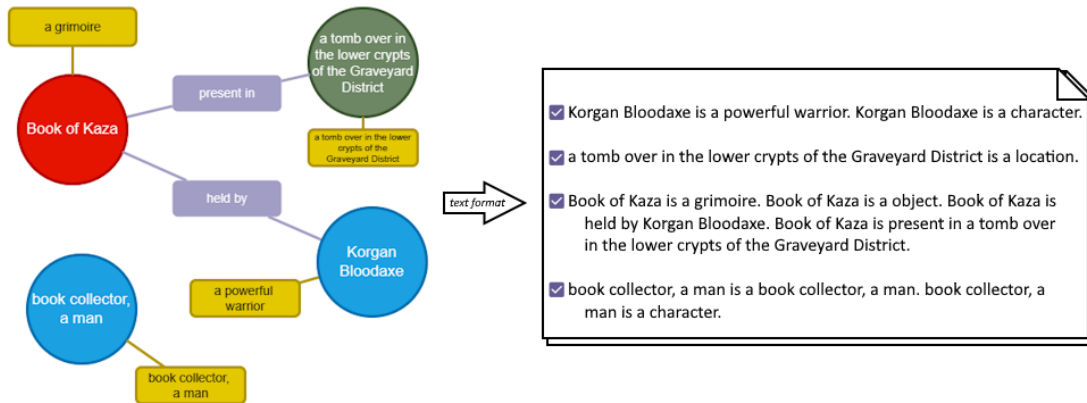 a grimoire
Book of Kaza
present in
a tomb over in
the lower crypts
of the Graveyard
District
a tomb over in the lower
crypts of the
Graveyard District
held by
Korgan
Bloodaxe
a powerful
warrior
book collector,
a man
book collector,
a man
text format
Korgan Bloodaxe is a powerful warrior. Korgan Bloodaxe is a character.
a tomb over in the lower crypts of the Graveyard District is a location.
Book of Kaza is a grimoire. Book of Kaza is a object. Book of Kaza is
held by Korgan Bloodaxe. Book of Kaza is present in a tomb over
in the lower crypts of the Graveyard District.
book collector, a man is a book collector, a man. book collector, a
man is a character.